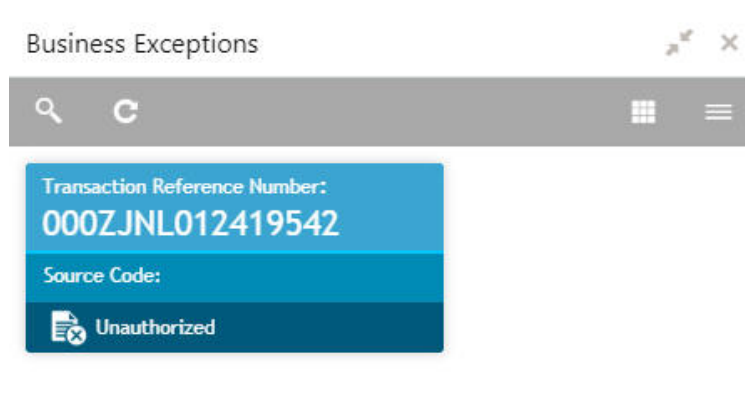 Business Exceptions
Transaction Reference Number:
000ZJNL012419542
Source Code:
Unauthorized